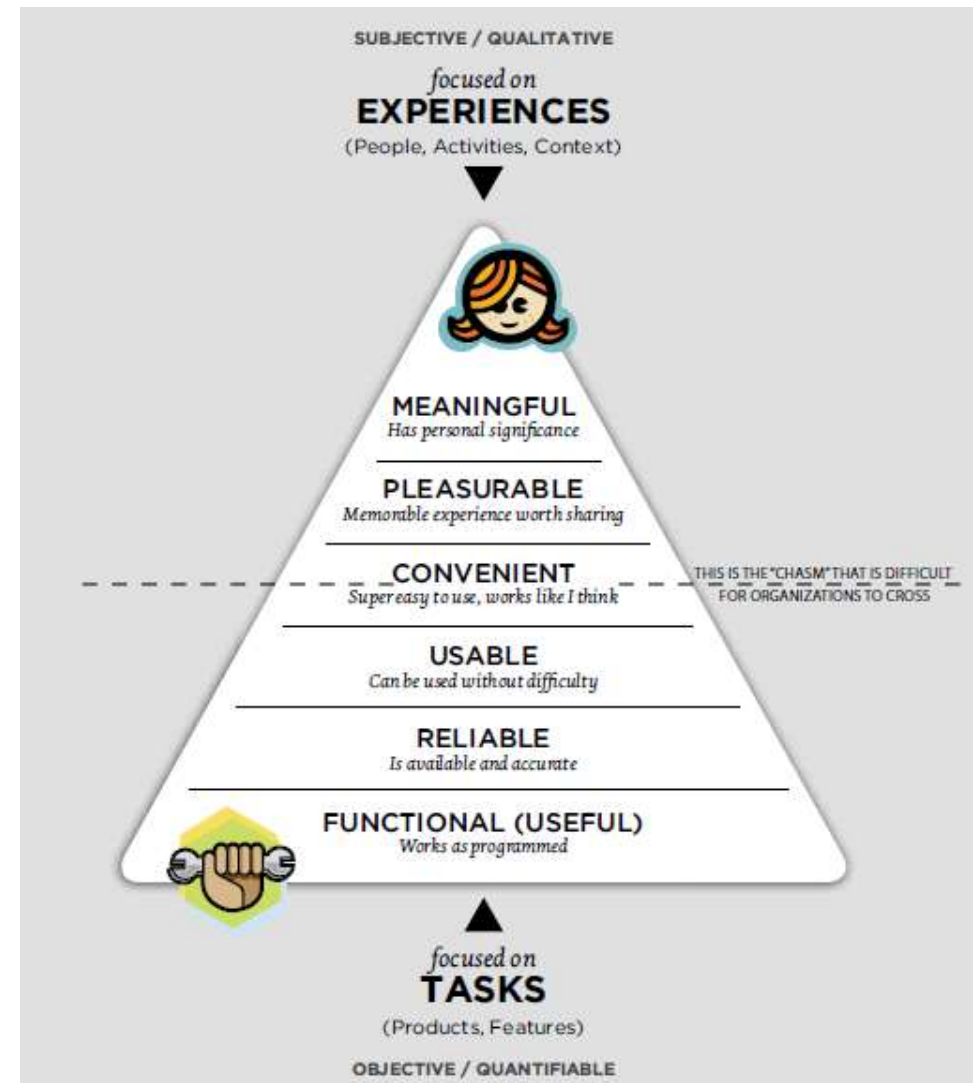 SUBJECTIVE / QUALITATIVE
focused on
EXPERIENCES
(People, Activities, Context)
MEANINGFUL
Has personal significance
PLEASURABLE
Memorable experience worth sharing
CONVENIENT
Super easy to use, works like I think
THIS IS THE "CHASM" THAT IS DIFFICULT
FOR ORGANIZATIONS TO CROSS
USABLE
Can be used without difficulty
RELIABLE
Is available and accurate
FUNCTIONAL (USEFUL)
Works as programmed
focused on
TASKS
(Products, Features)
OBJECTIVE / QUANTIFIABLE